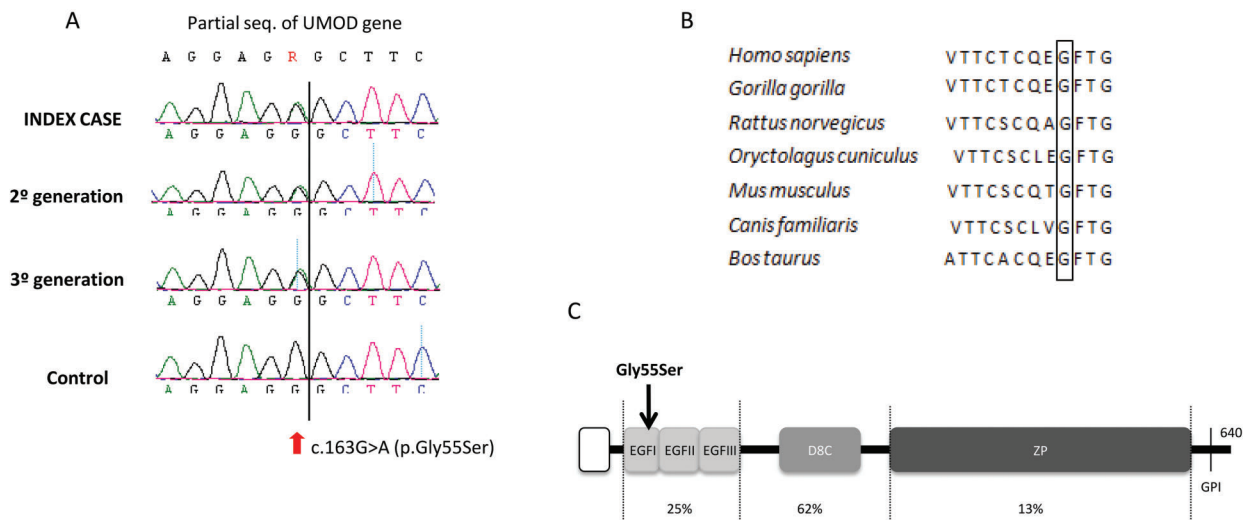 A
Partial seq. of UMOD gene
A G G A G R G C T T C
INDEX CASE
A G G A G G G C T T C
2º generation
A G G A G G G C T T C
3º generation
A G G A G G G C T T C
Control
A G G A G G G C T T C
c.163G>A (p.Gly55Ser)
B
Homo sapiens VTTCTCQEGFTG
Gorilla gorilla VTTCTCQEGFTG
Rattus norvegicus VTTCSCQAGFTG
Oryctolagus cuniculus VTTCSCLEGFTG
Mus musculus VTTCSCQTGFTG
Canis familiaris VTTCSCLVGFTG
Bos taurus ATTCACQEGFTG
C
Gly55Ser
640
EGFI EGFII EGFIII D8C ZP
GPI
25% 62% 13%